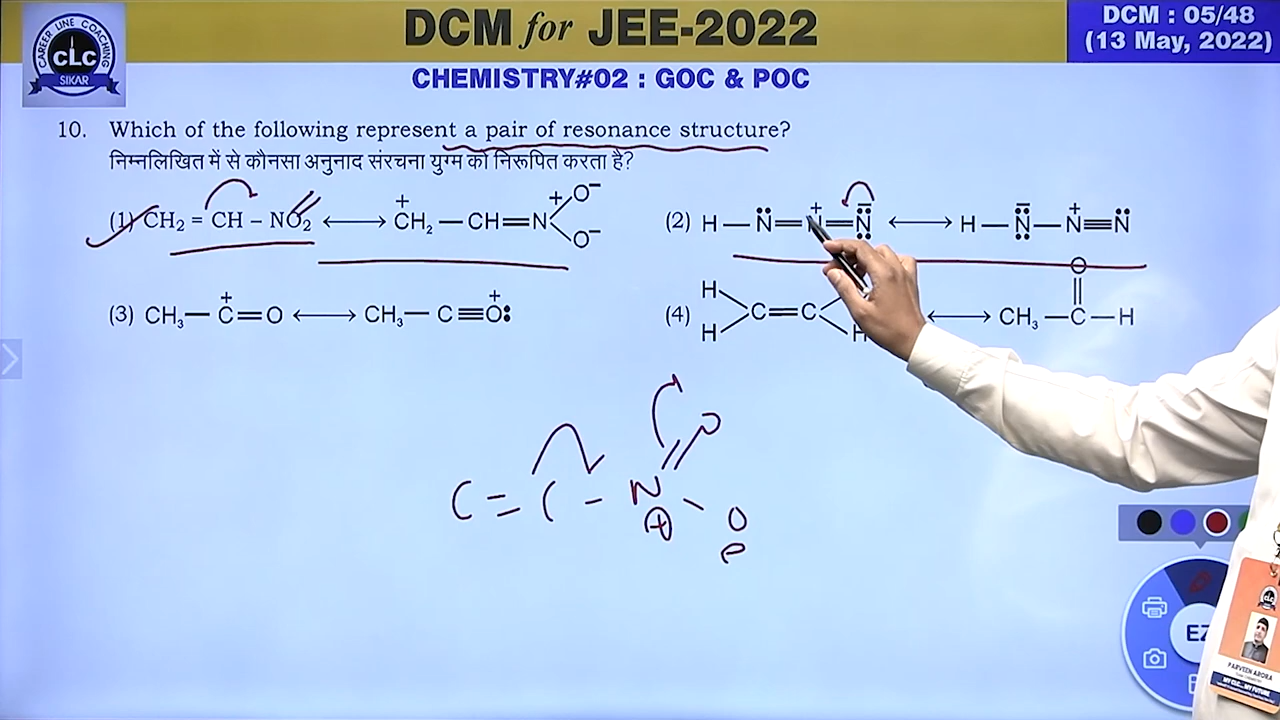 CAREER LINE COACHING
CLC
SIKAR
DCM for JEE-2022
DCM : 05/48
(13 May, 2022)
CHEMISTRY#02 : GOC & POC
10. Which of the following represent a pair of resonance structure?
निम्नलिखित में से कौनसा अनुनाद संरचना युग्म को निरूपित करता है?
(1) CH₂ = CH – NO₂ ⟷ C⁺H₂ — CH = N⁺ O⁻ O⁻
(2) H — N̈ = N⁺ = N̈⁻ ⟷ H — N̈⁻ — N⁺ ≡ N̈
(3) CH₃ — C⁺ = O ⟷ CH₃ — C ≡ O⁺:
(4) H H C = C H ⟷ CH₃ — C — H O
C = C – N ⊕ O O ⊖
EZ
CLC
PARVEEN ARORA